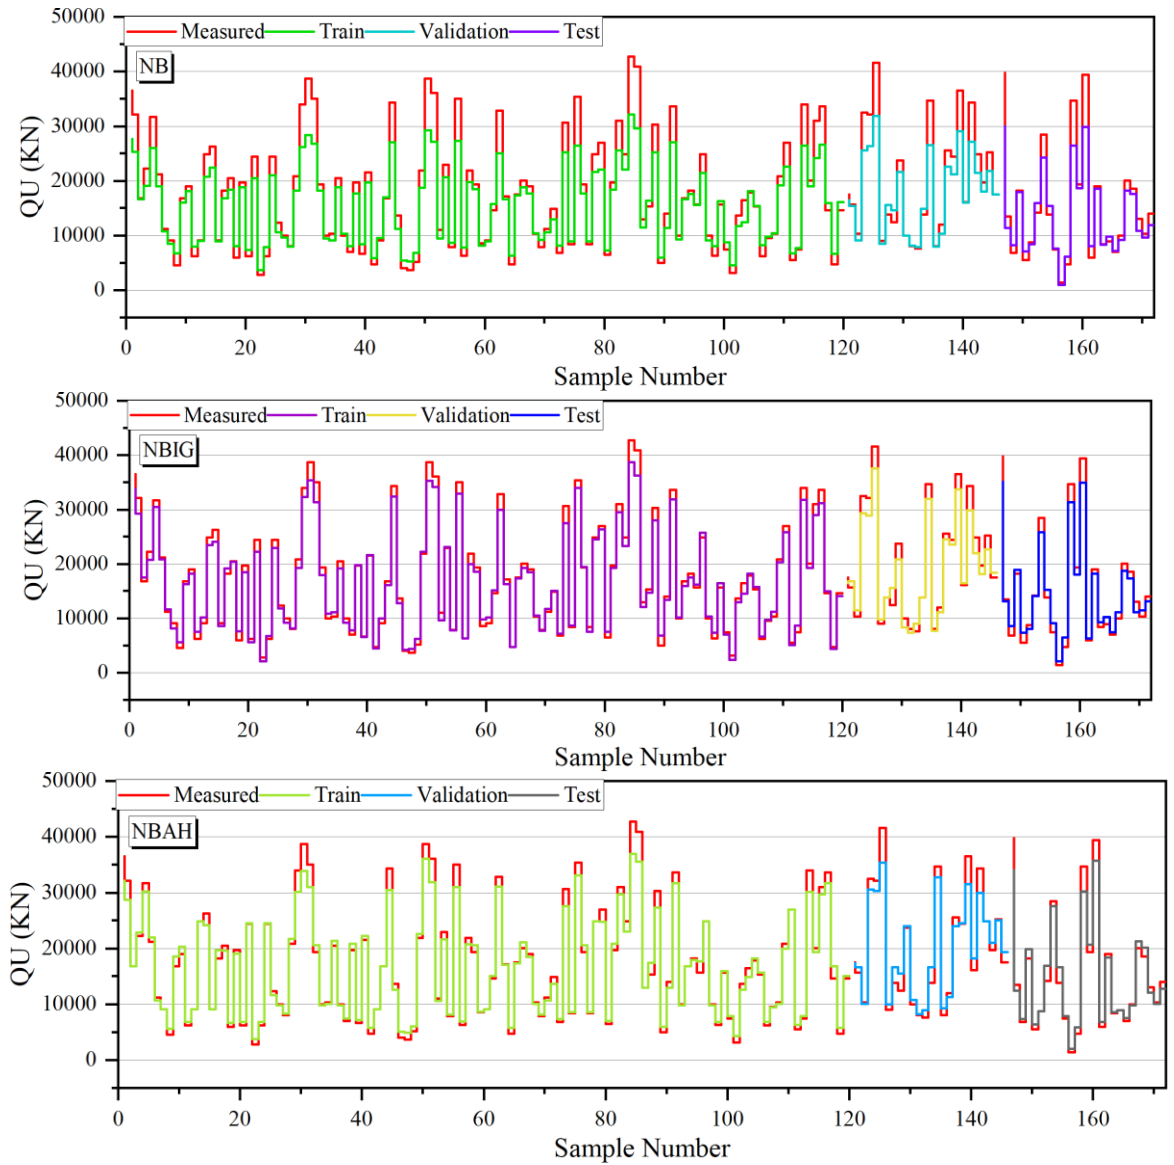 50000
Measured Train Validation Test
NB
40000
30000
20000
10000
0
QU (KN)
0 20 40 60 80 100 120 140 160
Sample Number
50000
Measured Train Validation Test
NBIG
40000
30000
20000
10000
0
QU (KN)
0 20 40 60 80 100 120 140 160
Sample Number
50000
Measured Train Validation Test
NBAH
40000
30000
20000
10000
0
QU (KN)
0 20 40 60 80 100 120 140 160
Sample Number